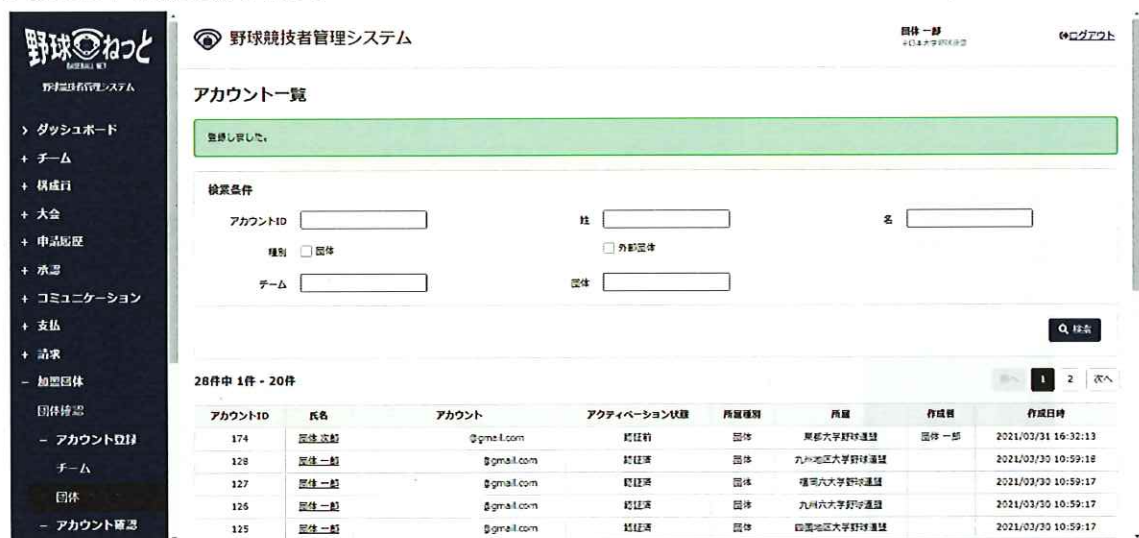 野球ねっと
BASEBALL NET
野球競技者管理システム
> ダッシュボード
+ チーム
+ 構成員
+ 大会
+ 申請履歴
+ 承認
+ コミュニケーション
+ 支払
+ 請求
− 加盟団体
団体確認
− アカウント登録
チーム
団体
− アカウント確認
野球競技者管理システム
団体 一郎
全日本大学野球連盟
ログアウト
アカウント一覧
登録しました。
検索条件
アカウントID 姓 名
種別 団体 外部団体
チーム 団体
検索
28件中 1件 - 20件
前へ 1 2 次へ
アカウントID 氏名 アカウント アクティベーション状態 所属種別 所属 作成者 作成日時
174 団体 次郎 @gmail.com 認証前 団体 東都大学野球連盟 団体 一郎 2021/03/31 16:32:13
128 団体 一郎 @gmail.com 認証済 団体 九州地区大学野球連盟 2021/03/30 10:59:18
127 団体 一郎 @gmail.com 認証済 団体 福岡六大学野球連盟 2021/03/30 10:59:17
126 団体 一郎 @gmail.com 認証済 団体 九州六大学野球連盟 2021/03/30 10:59:17
125 団体 一郎 @gmail.com 認証済 団体 四国地区大学野球連盟 2021/03/30 10:59:17